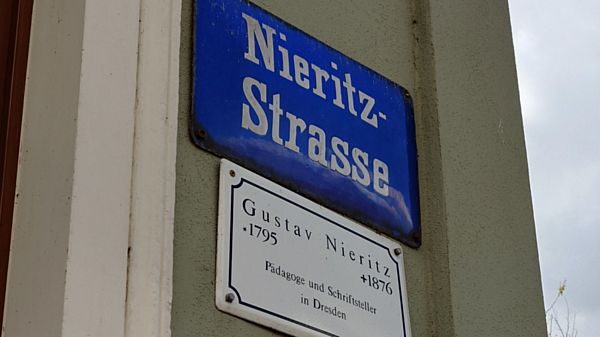 Nieritz-
Strasse
Gustav Nieritz
*1795 +1876
Pädagoge und Schriftsteller
in Dresden